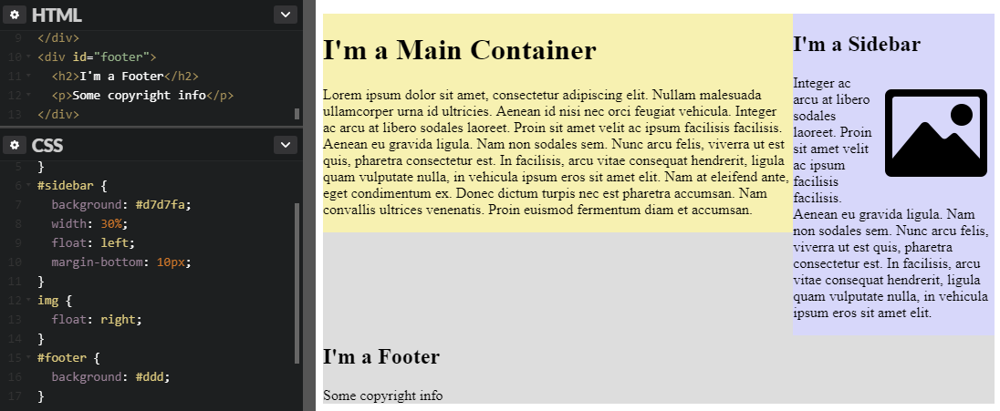 HTML
9 </div>
10 <div id="footer">
11 <h2>I'm a Footer</h2>
12 <p>Some copyright info</p>
13 </div>
CSS
5 }
6 #sidebar {
7 background: #d7d7fa;
8 width: 30%;
9 float: left;
10 margin-bottom: 10px;
11 }
12 img {
13 float: right;
14 }
15 #footer {
16 background: #ddd;
17 }
I'm a Main Container
Lorem ipsum dolor sit amet, consectetur adipiscing elit. Nullam malesuada
ullamcorper urna id ultricies. Aenean id nisi nec orci feugiat vehicula. Integer
ac arcu at libero sodales laoreet. Proin sit amet velit ac ipsum facilisis facilisis.
Aenean eu gravida ligula. Nam non sodales sem. Nunc arcu felis, viverra ut est
quis, pharetra consectetur est. In facilisis, arcu vitae consequat hendrerit, ligula
quam vulputate nulla, in vehicula ipsum eros sit amet elit. Nam at eleifend ante,
eget condimentum ex. Donec dictum turpis nec est pharetra accumsan. Nam
convallis ultrices venenatis. Proin euismod fermentum diam et accumsan.
I'm a Sidebar
Integer ac
arcu at libero
sodales
laoreet. Proin
sit amet velit
ac ipsum
facilisis
facilisis.
Aenean eu gravida ligula. Nam
non sodales sem. Nunc arcu felis,
viverra ut est quis, pharetra
consectetur est. In facilisis, arcu
vitae consequat hendrerit, ligula
quam vulputate nulla, in vehicula
ipsum eros sit amet elit.
I'm a Footer
Some copyright info